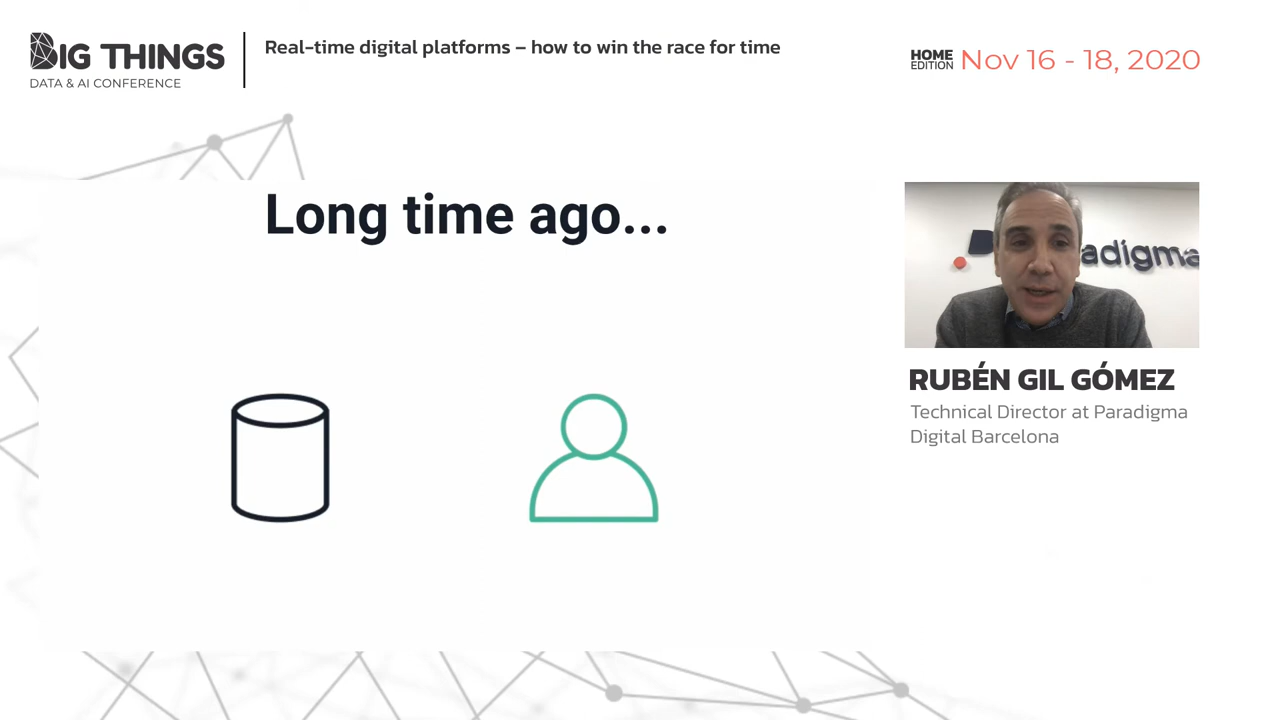 BIG THINGS
DATA & AI CONFERENCE
Real-time digital platforms – how to win the race for time
HOME
EDITION
Nov 16 - 18, 2020
Long time ago...
adigma
RUBÉN GIL GÓMEZ
Technical Director at Paradigma
Digital Barcelona